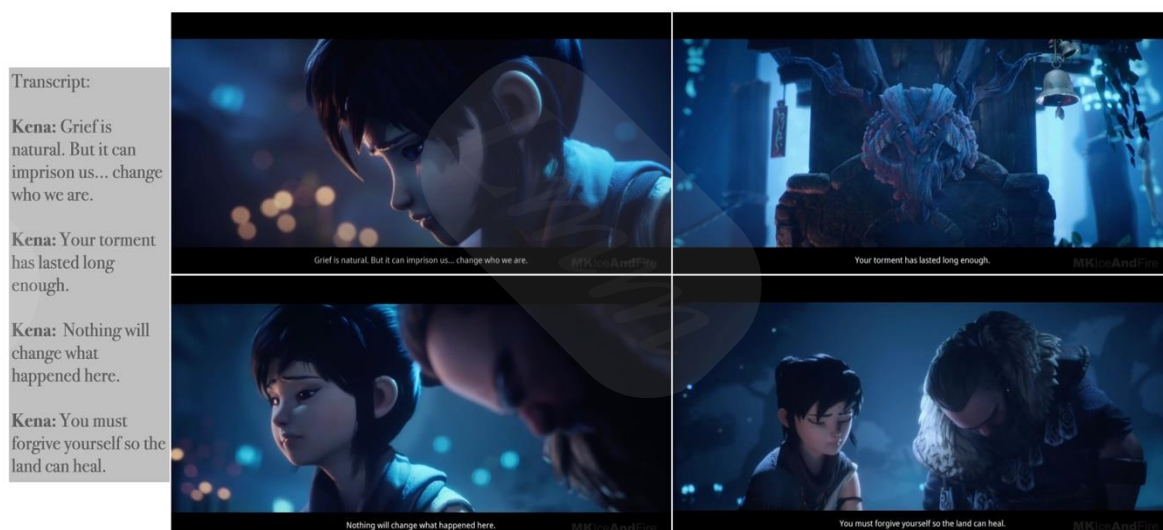 Transcript:
Kena: Grief is
natural. But it can
imprison us... change
who we are.
Kena: Your torment
has lasted long
enough.
Kena: Nothing will
change what
happened here.
Kena: You must
forgive yourself so the
land can heal.
Grief is natural. But it can imprison us... change who we are.
MKIceAndFire
Your torment has lasted long enough.
MKIceAndFire
Nothing will change what happened here.
MKIceAndFire
You must forgive yourself so the land can heal.
MKIceAndFire